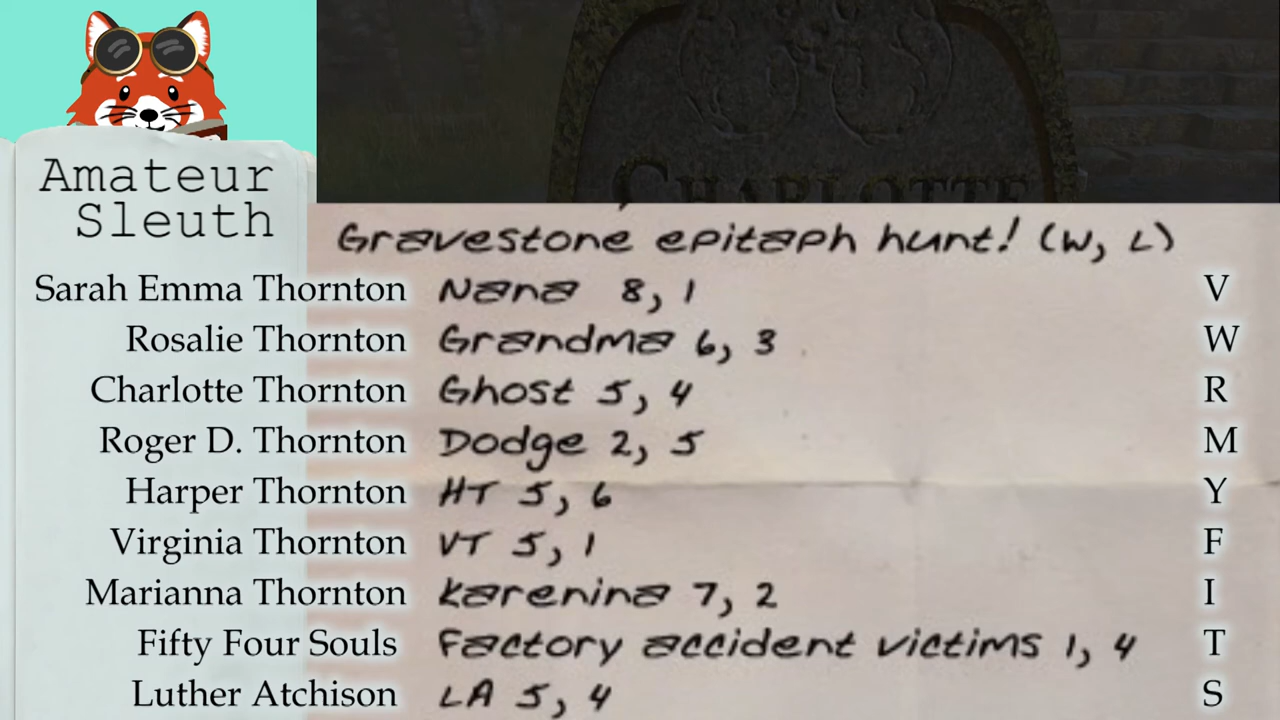 CHARLOTTE
Amateur
Sleuth
Gravestone epitaph hunt! (W, L)
Sarah Emma Thornton Nana 8, 1 V
Rosalie Thornton Grandma 6, 3 W
Charlotte Thornton Ghost 5, 4 R
Roger D. Thornton Dodge 2, 5 M
Harper Thornton HT 5, 6 Y
Virginia Thornton VT 5, 1 F
Marianna Thornton Karenina 7, 2 I
Fifty Four Souls Factory accident victims 1, 4 T
Luther Atchison LA 5, 4 S